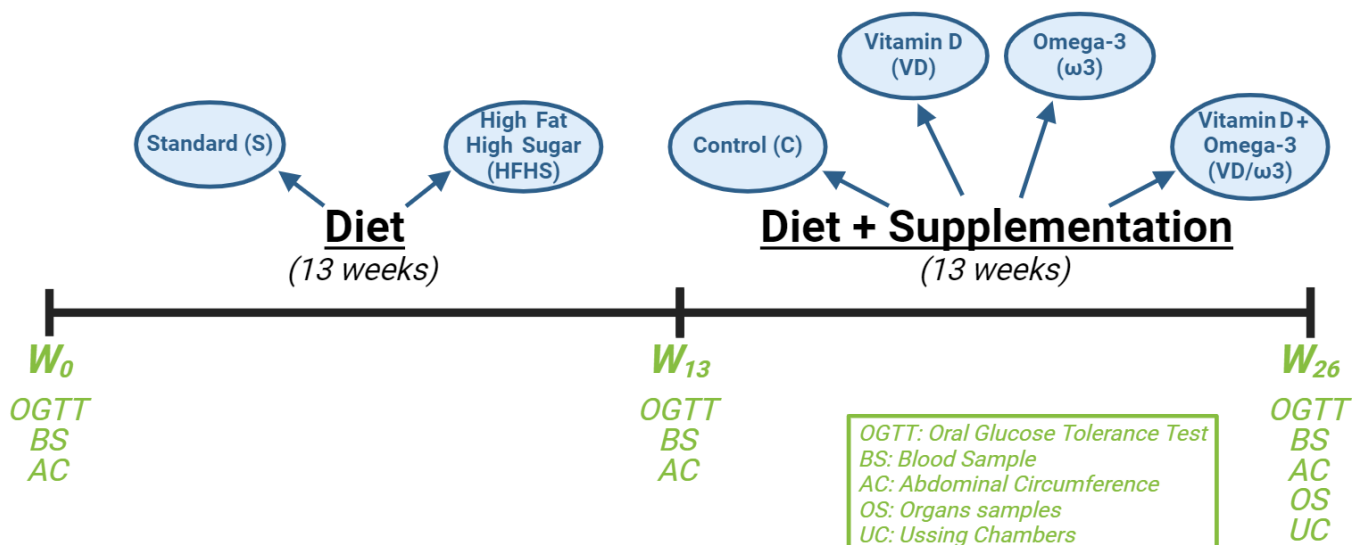 Vitamin D
(VD)
Omega-3
(ω3)
Standard (S)
High Fat
High Sugar
(HFHS)
Control (C)
Vitamin D +
Omega-3
(VD/ω3)
Diet
(13 weeks)
Diet + Supplementation
(13 weeks)
W0
OGTT
BS
AC
W13
OGTT
BS
AC
W26
OGTT
BS
AC
OS
UC
OGTT: Oral Glucose Tolerance Test
BS: Blood Sample
AC: Abdominal Circumference
OS: Organs samples
UC: Ussing Chambers